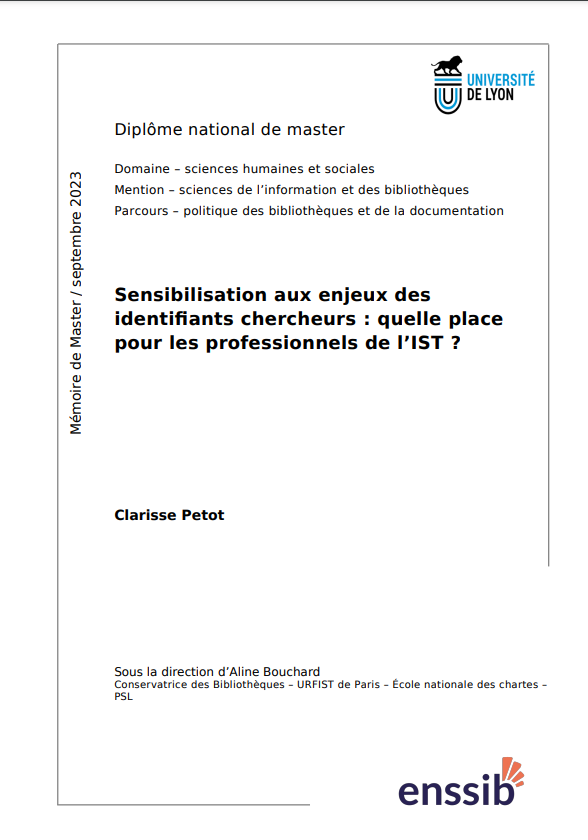 UNIVERSITÉ
DE LYON
Diplôme national de master
Domaine – sciences humaines et sociales
Mention – sciences de l’information et des bibliothèques
Parcours – politique des bibliothèques et de la documentation
Mémoire de Master / septembre 2023
Sensibilisation aux enjeux des
identifiants chercheurs : quelle place
pour les professionnels de l’IST ?
Clarisse Petot
Sous la direction d’Aline Bouchard
Conservatrice des Bibliothèques – URFIST de Paris – École nationale des chartes –
PSL
enssib